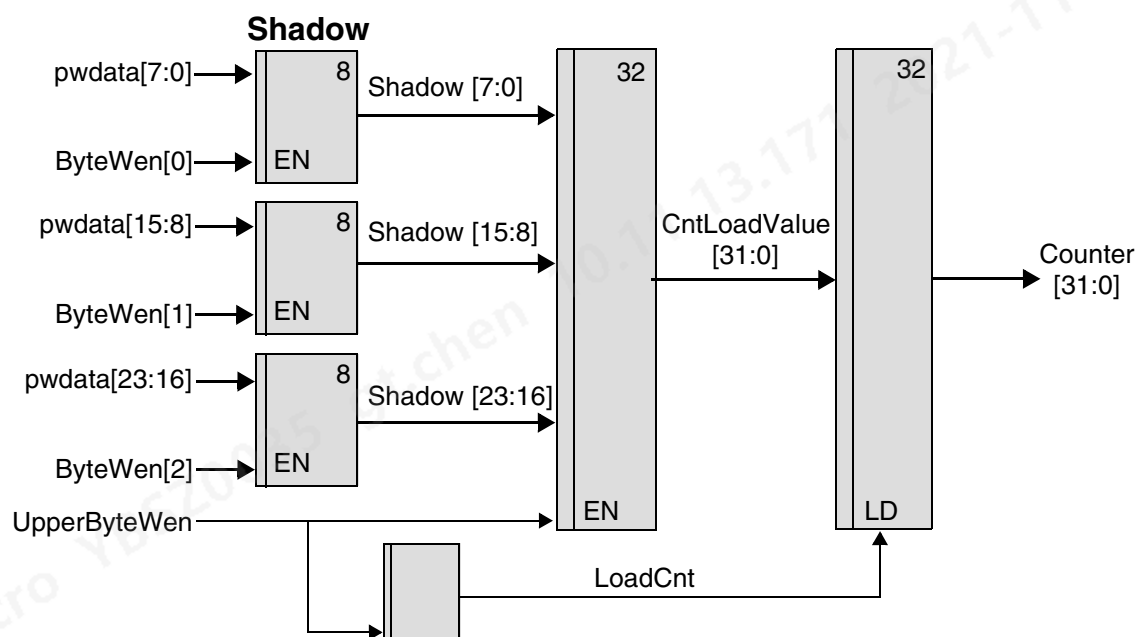 Shadow
pwdata[7:0]
8
Shadow [7:0]
ByteWen[0]
EN
32
32
pwdata[15:8]
8
Shadow [15:8]
ByteWen[1]
EN
CntLoadValue
[31:0]
Counter
[31:0]
pwdata[23:16]
8
Shadow [23:16]
ByteWen[2]
EN
UpperByteWen
EN
LD
LoadCnt